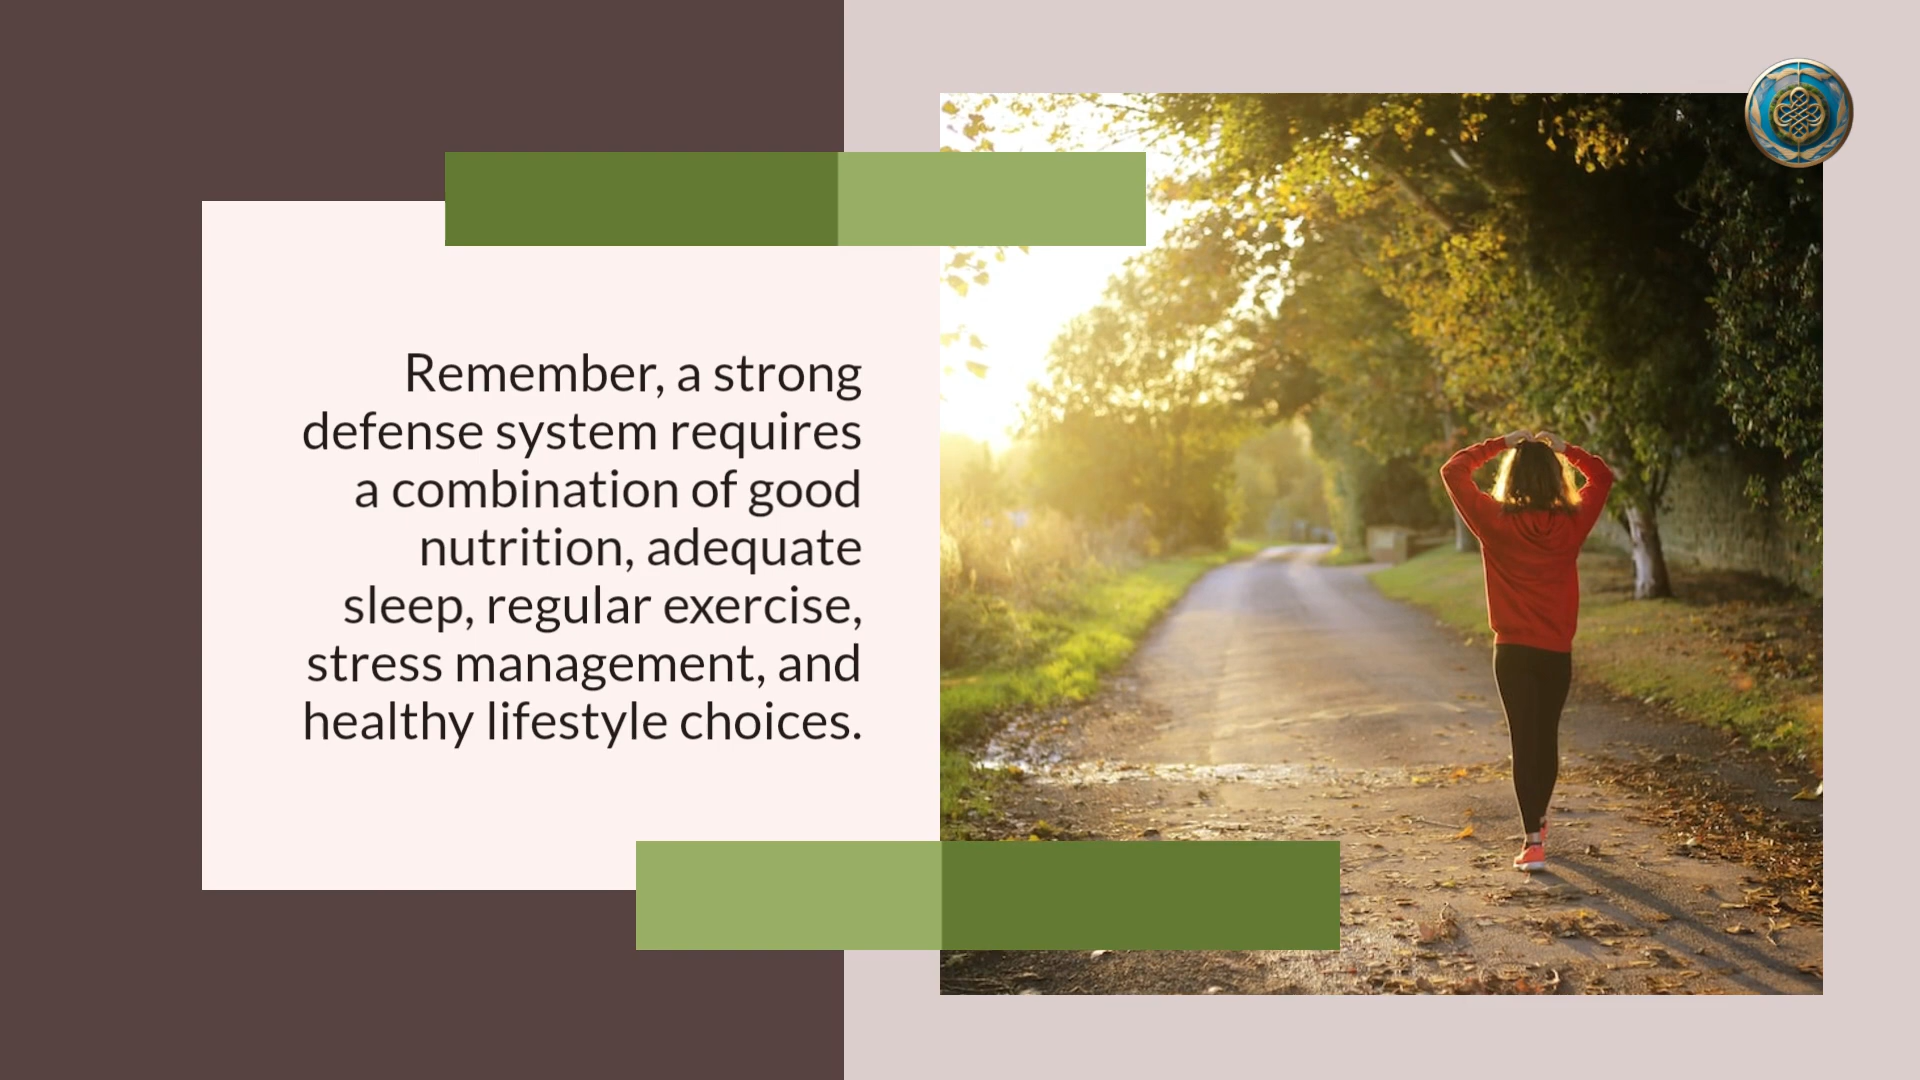 Remember, a strong
defense system requires
a combination of good
nutrition, adequate
sleep, regular exercise,
stress management, and
healthy lifestyle choices.